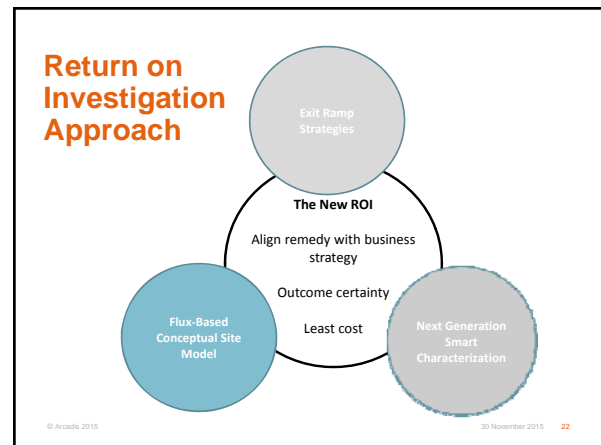 Return on
Investigation
Approach
Exit Ramp
Strategies
The New ROI
Align remedy with business
strategy
Outcome certainty
Least cost
Flux-Based
Conceptual Site
Model
Next Generation
Smart
Characterization
© Arcadis 2015
30 November 2015 22